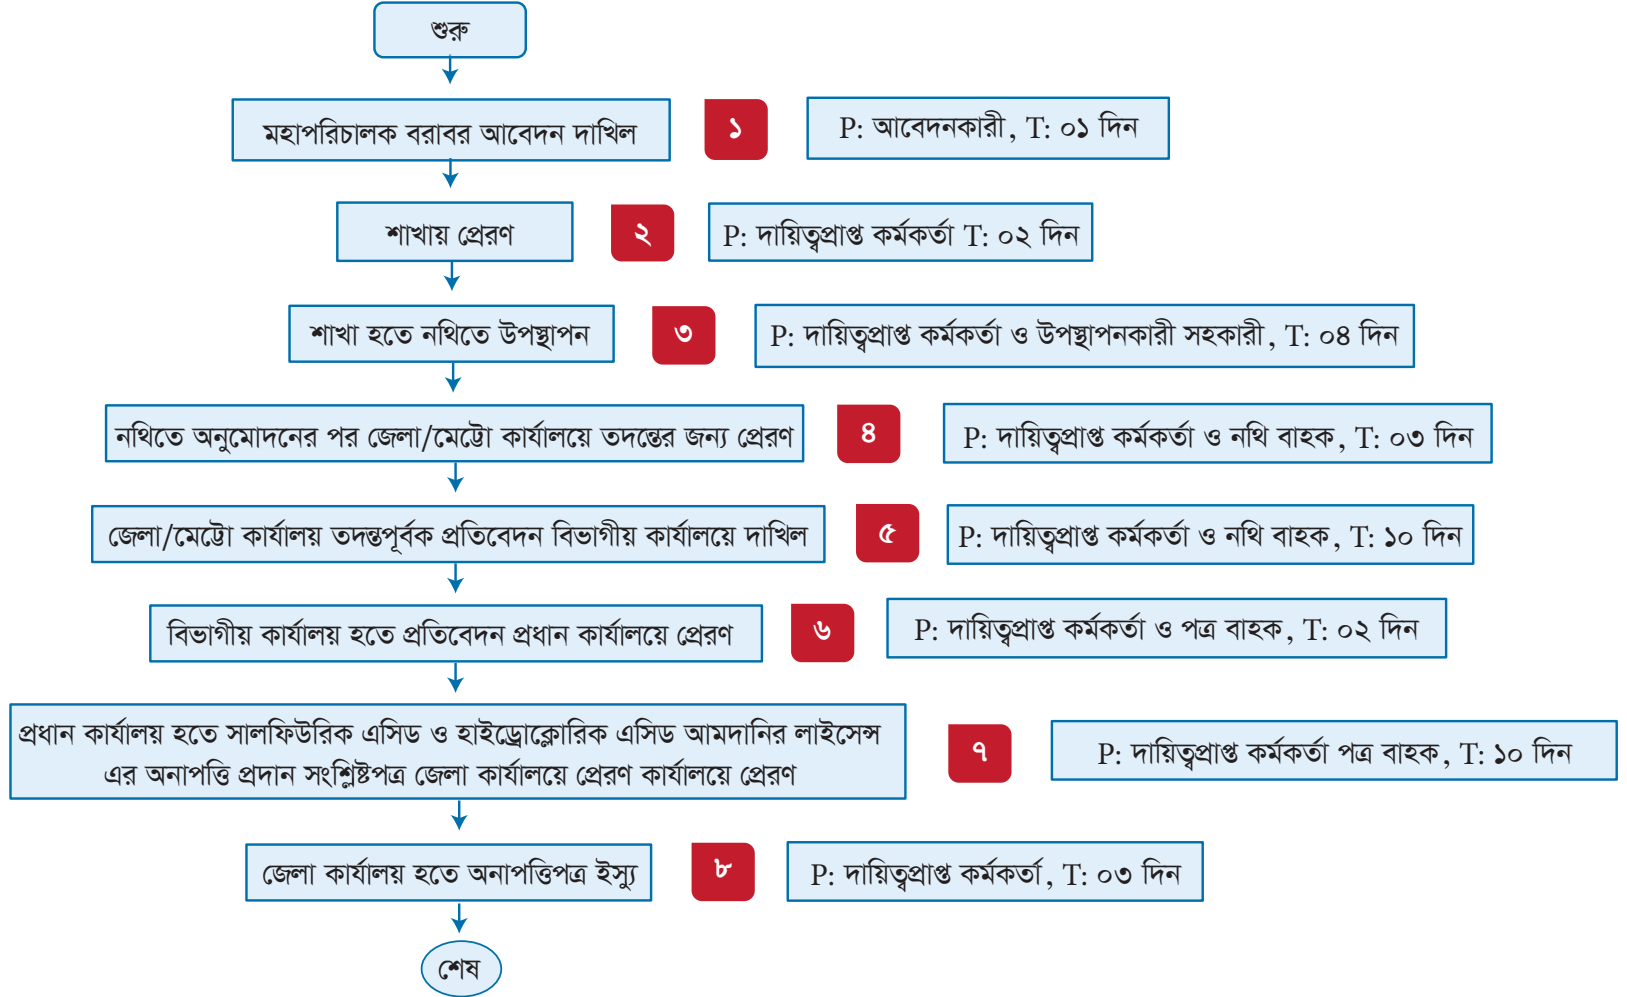 শুরু
মহাপরিচালক বরাবর আবেদন দাখিল
১
P: আবেদনকারী, T: ০১ দিন
শাখায় প্রেরণ
২
P: দায়িত্বপ্রাপ্ত কর্মকর্তা T: ০২ দিন
শাখা হতে নথিতে উপস্থাপন
৩
P: দায়িত্বপ্রাপ্ত কর্মকর্তা ও উপস্থাপনকারী সহকারী, T: ০৪ দিন
নথিতে অনুমোদনের পর জেলা/মেট্টো কার্যালয়ে তদন্তের জন্য প্রেরণ
৪
P: দায়িত্বপ্রাপ্ত কর্মকর্তা ও নথি বাহক, T: ০৩ দিন
জেলা/মেট্টো কার্যালয় তদন্তপূর্বক প্রতিবেদন বিভাগীয় কার্যালয়ে দাখিল
৫
P: দায়িত্বপ্রাপ্ত কর্মকর্তা ও নথি বাহক, T: ১০ দিন
বিভাগীয় কার্যালয় হতে প্রতিবেদন প্রধান কার্যালয়ে প্রেরণ
৬
P: দায়িত্বপ্রাপ্ত কর্মকর্তা ও পত্র বাহক, T: ০২ দিন
প্রধান কার্যালয় হতে সালফিউরিক এসিড ও হাইড্রোক্লোরিক এসিড আমদানির লাইসেন্স
এর অনাপত্তি প্রদান সংশ্লিষ্টপত্র জেলা কার্যালয়ে প্রেরণ কার্যালয়ে প্রেরণ
৭
P: দায়িত্বপ্রাপ্ত কর্মকর্তা পত্র বাহক, T: ১০ দিন
জেলা কার্যালয় হতে অনাপত্তিপত্র ইস্যু
৮
P: দায়িত্বপ্রাপ্ত কর্মকর্তা, T: ০৩ দিন
শেষ